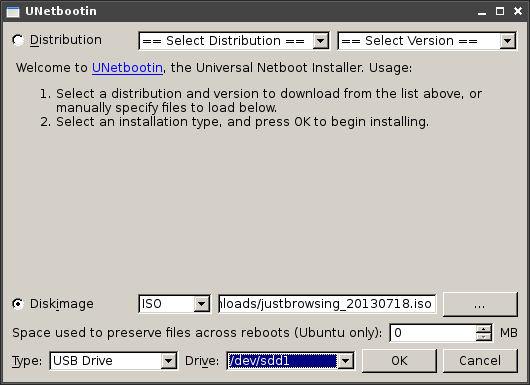 UNetbootin
Distribution == Select Distribution == == Select Version ==
Welcome to UNetbootin, the Universal Netboot Installer. Usage:
1. Select a distribution and version to download from the list above, or
manually specify files to load below.
2. Select an installation type, and press OK to begin installing.
Diskimage ISO nloads/justbrowsing_20130718.iso ...
Space used to preserve files across reboots (Ubuntu only): 0 MB
Type: USB Drive Drive: /dev/sdd1 OK Cancel